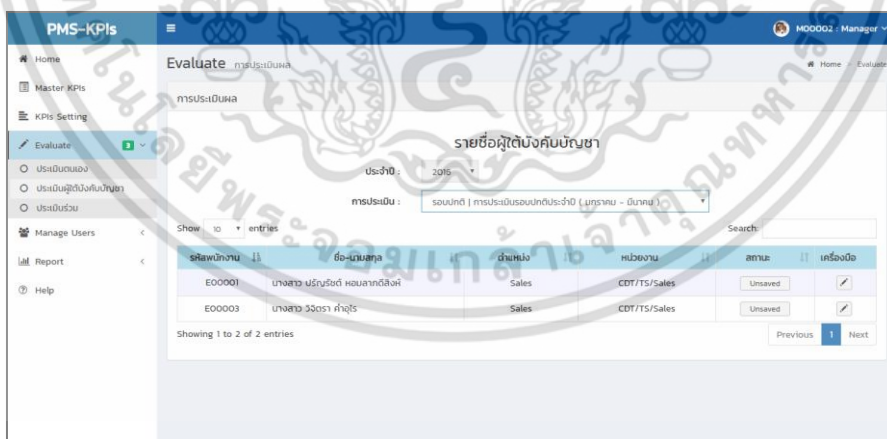 PMS-KPIs
M00002 : Manager
Home
Master KPIs
KPIs Setting
Evaluate 3
ประเมินตนเอง
ประเมินผู้ใต้บังคับบัญชา
ประเมินร่วม
Manage Users
Report
Help
Evaluate การประเมินผล
Home > Evaluate
การประเมินผล
รายชื่อผู้ใต้บังคับบัญชา
ประจำปี : 2016
การประเมิน : รอบปกติ | การประเมินรอบปกติประจำปี ( มกราคม - มีนาคม )
Show 10 entries
Search:
รหัสพนักงาน ชื่อ-นามสกุล ตำแหน่ง หน่วยงาน สถานะ เครื่องมือ
E00001 นางสาว ปรัญรัชต์ หอมลาภดีสิงห์ Sales CDT/TS/Sales Unsaved
E00003 นางสาว วิจิตรา คำอุไร Sales CDT/TS/Sales Unsaved
Showing 1 to 2 of 2 entries
Previous 1 Next